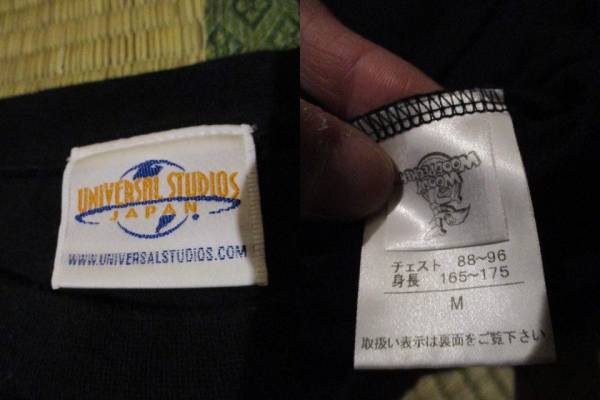 UNIVERSAL STUDIOS
JAPAN
WWW.UNIVERSALSTUDIOS.COM
チェスト 88~96
身長 165~175
M
取扱い表示は裏面をご覧下さい